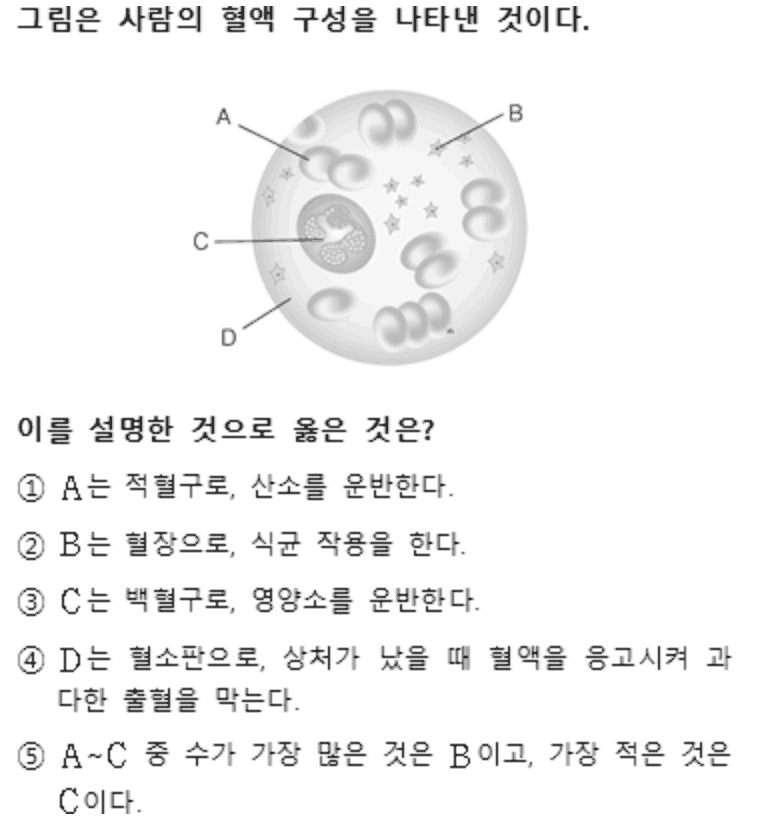 그림은 사람의 혈액 구성을 나타낸 것이다.
A
B
C
D
이를 설명한 것으로 옳은 것은?
① A는 적혈구로, 산소를 운반한다.
② B는 혈장으로, 식균 작용을 한다.
③ C는 백혈구로, 영양소를 운반한다.
④ D는 혈소판으로, 상처가 났을 때 혈액을 응고시켜 과
다한 출혈을 막는다.
⑤ A~C 중 수가 가장 많은 것은 B이고, 가장 적은 것은
C이다.